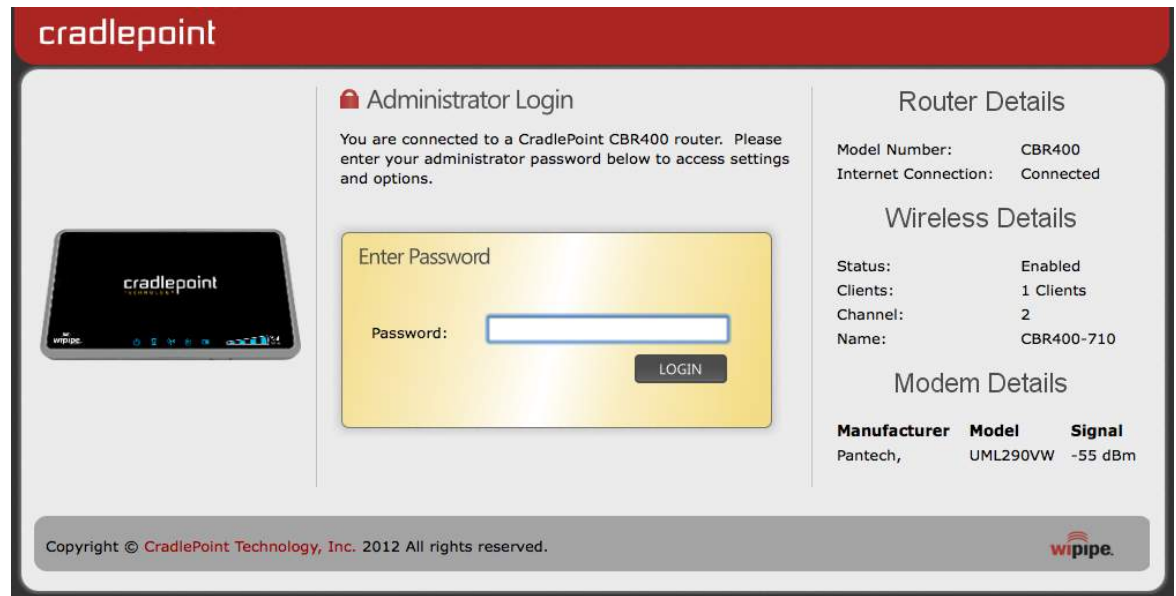 cradlepoint
Administrator Login
You are connected to a CradlePoint CBR400 router. Please
enter your administrator password below to access settings
and options.
cradlepoint
TECHNOLOGY
wipipe.
Enter Password
Password:
LOGIN
Router Details
Model Number: CBR400
Internet Connection: Connected
Wireless Details
Status: Enabled
Clients: 1 Clients
Channel: 2
Name: CBR400-710
Modem Details
Manufacturer Model Signal
Pantech, UML290VW -55 dBm
Copyright © CradlePoint Technology, Inc. 2012 All rights reserved.
wipipe.